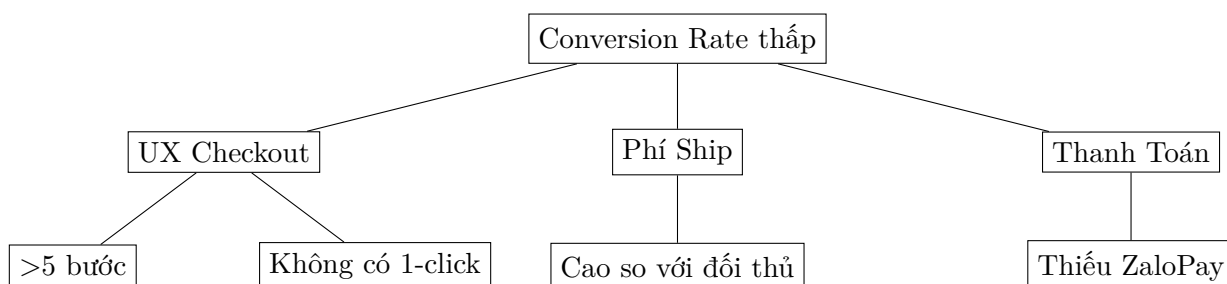 Conversion Rate thấp
UX Checkout
Phí Ship
Thanh Toán
>5 bước
Không có 1-click
Cao so với đối thủ
Thiếu ZaloPay